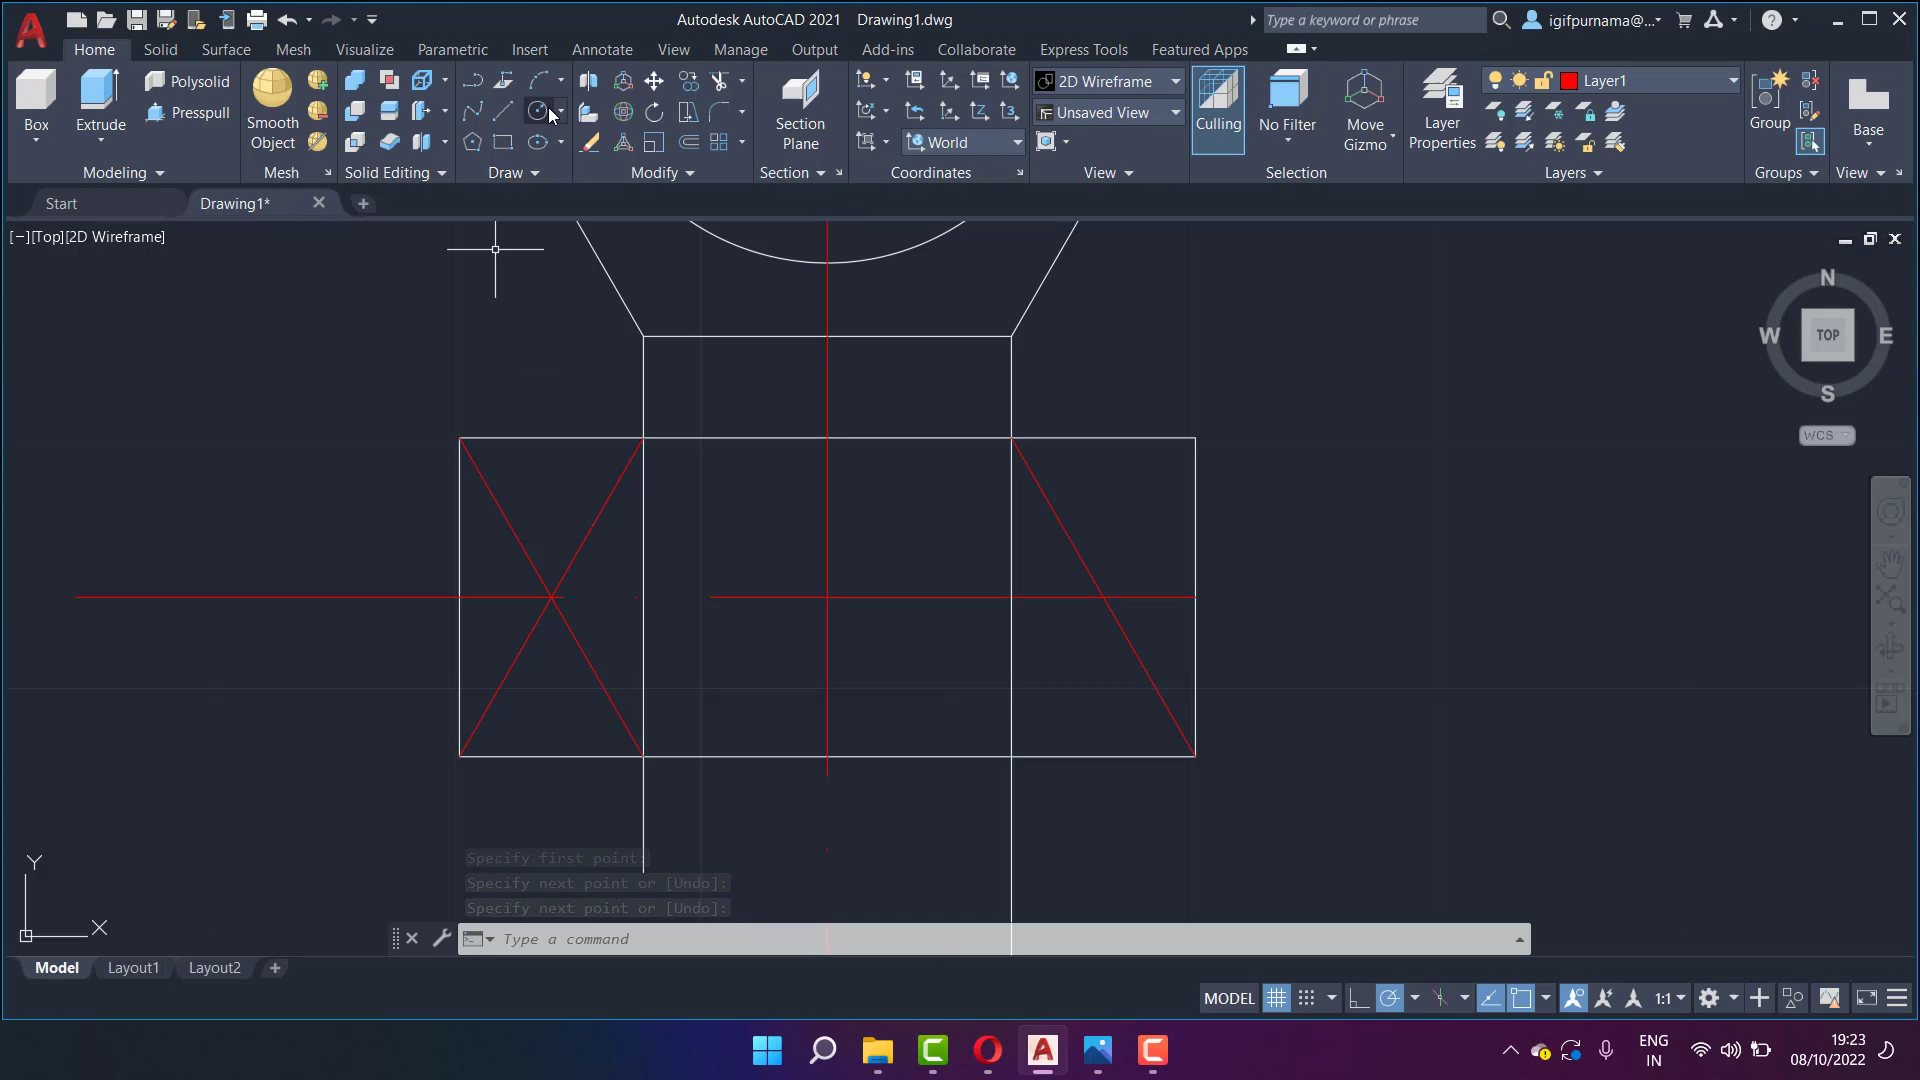 Autodesk AutoCAD 2021 Drawing1.dwg
Type a keyword or phrase
igifpurnama@...
Home Solid Surface Mesh Visualize Parametric Insert Annotate View Manage Output Add-ins Collaborate Express Tools Featured Apps
Box
Extrude
Polysolid
Presspull
Smooth
Object
Section
Plane
World
2D Wireframe
Unsaved View
Culling
No Filter
Move
Gizmo
Layer
Properties
Layer1
Group
Base
Modeling Mesh Solid Editing Draw Modify Section Coordinates View Selection Layers Groups View
Start Drawing1*
[−][Top][2D Wireframe]
N
W TOP E
S
WCS
Y
X
Specify first point:
Specify next point or [Undo]:
Specify next point or [Undo]:
Type a command
Model Layout1 Layout2
MODEL 1:1
ENG
IN
19:23
08/10/2022